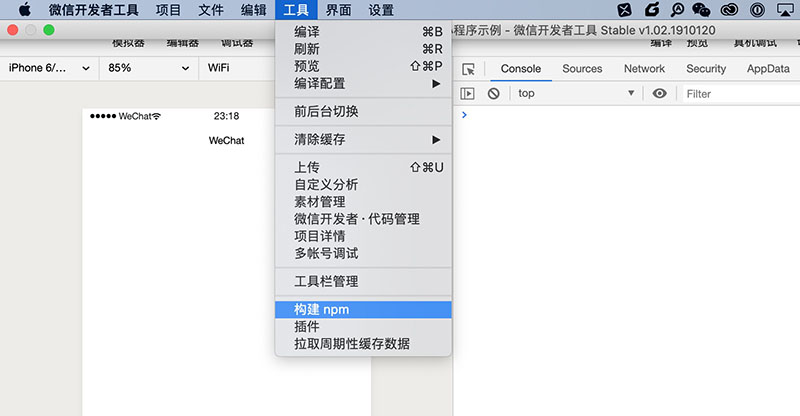 微信开发者工具 项目 文件 编辑 工具 界面 设置
程序示例 - 微信开发者工具 Stable v1.02.1910120
模拟器 编辑器 调试器
编译 预览 真机调试
iPhone 6/... 85% WiFi
Console Sources Network Security AppData
top Filter
WeChat 23:18
WeChat
编译 ⌘B
刷新 ⌘R
预览 ⇧⌘P
编译配置
前后台切换
清除缓存
上传 ⇧⌘U
自定义分析
素材管理
微信开发者 · 代码管理
项目详情
多帐号调试
工具栏管理
构建 npm
插件
拉取周期性缓存数据